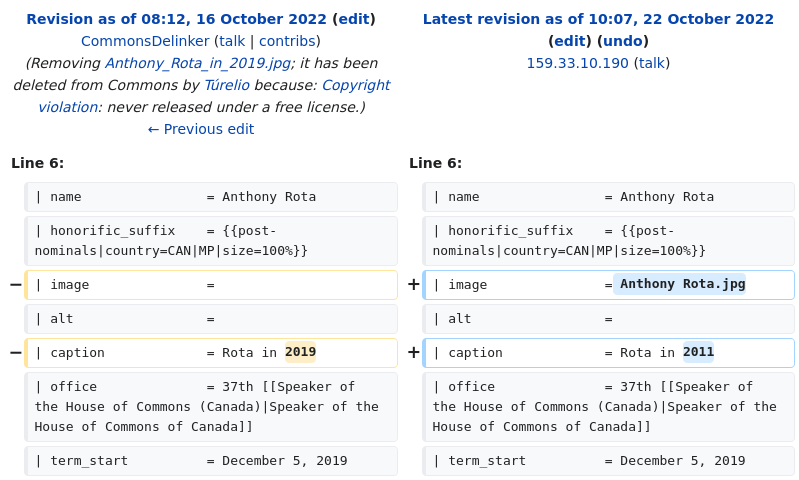 Revision as of 08:12, 16 October 2022 (edit)
CommonsDelinker (talk | contribs)
(Removing Anthony_Rota_in_2019.jpg; it has been
deleted from Commons by Túrelio because: Copyright
violation: never released under a free license.)
← Previous edit
Latest revision as of 10:07, 22 October 2022
(edit) (undo)
159.33.10.190 (talk)
Line 6:
Line 6:
| name                = Anthony Rota
| name                = Anthony Rota
| honorific_suffix    = {{post-
nominals|country=CAN|MP|size=100%}}
| honorific_suffix    = {{post-
nominals|country=CAN|MP|size=100%}}
− | image               =
+ | image               = Anthony Rota.jpg
| alt                 =
| alt                 =
− | caption             = Rota in 2019
+ | caption             = Rota in 2011
| office              = 37th [[Speaker of
the House of Commons (Canada)|Speaker of the
House of Commons of Canada]]
| office              = 37th [[Speaker of
the House of Commons (Canada)|Speaker of the
House of Commons of Canada]]
| term_start          = December 5, 2019
| term_start          = December 5, 2019